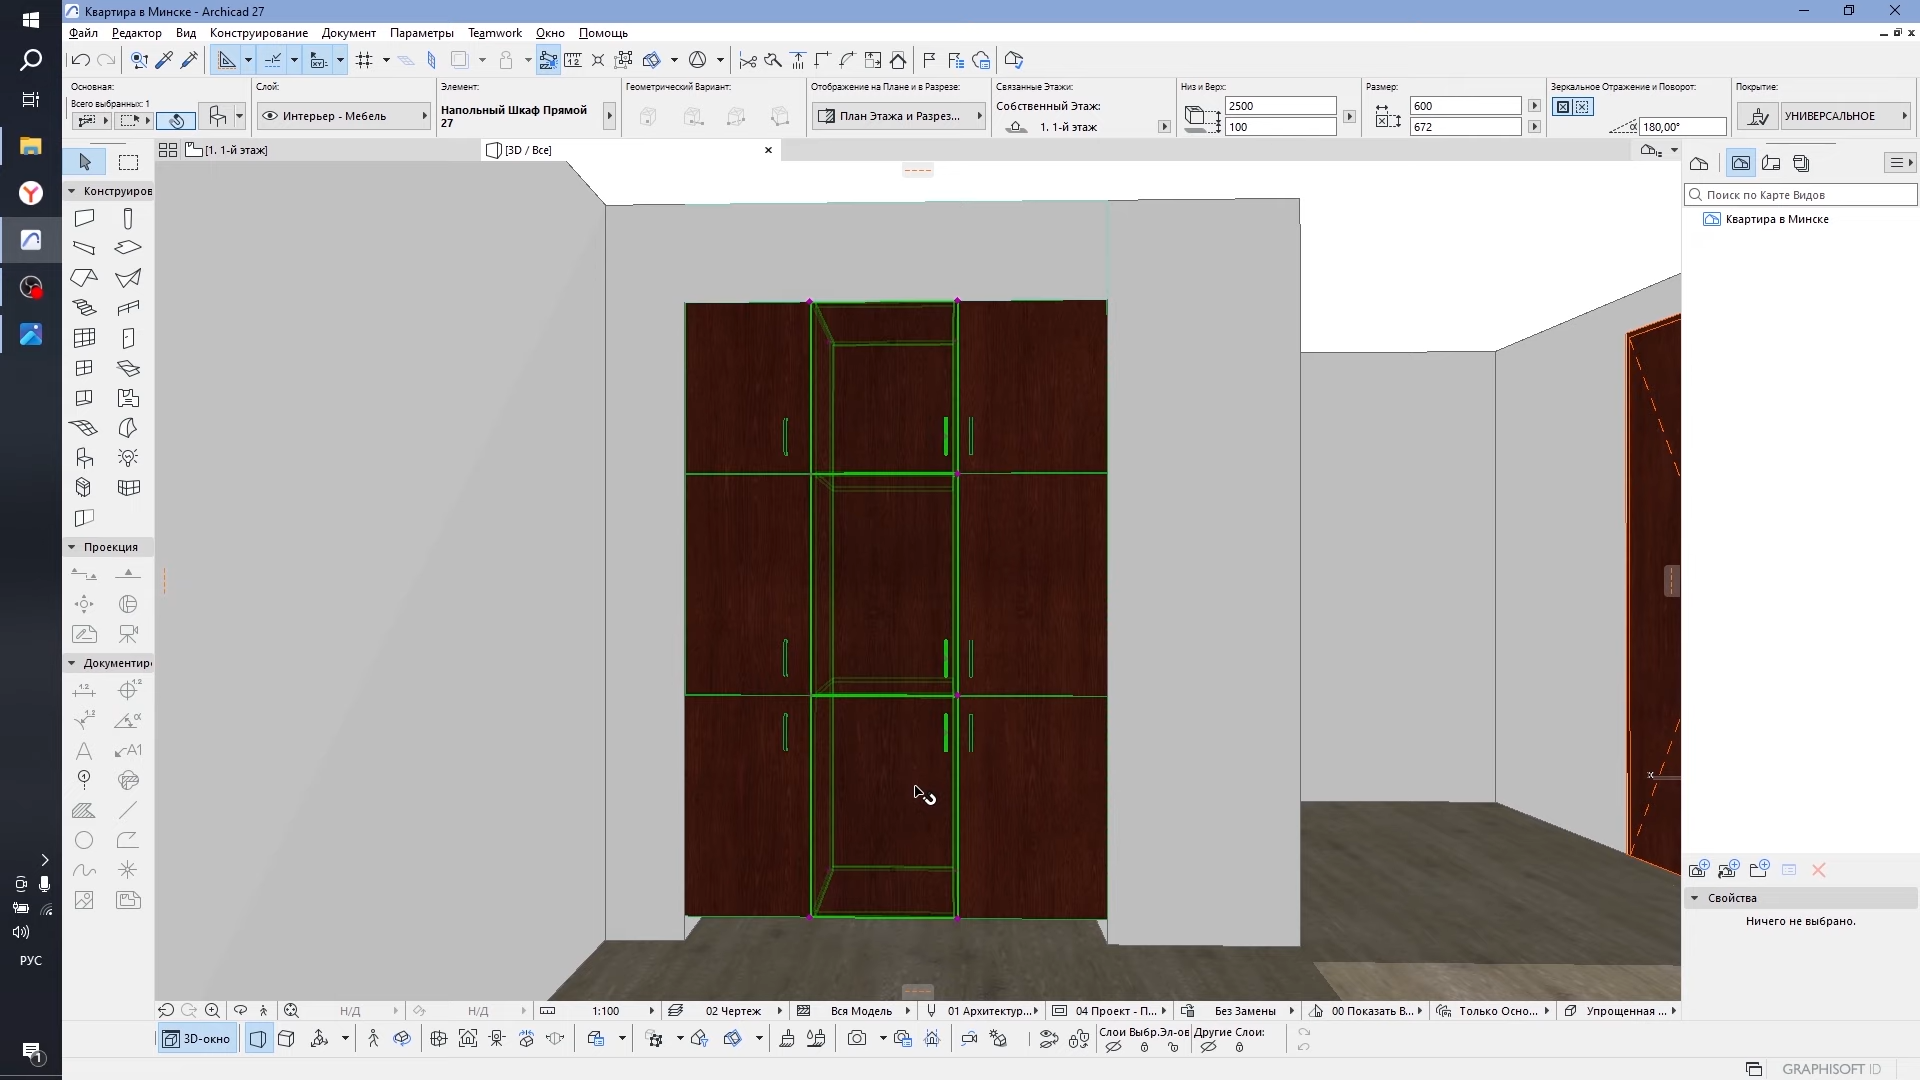 Квартира в Минске - Archicad 27
Файл Редактор Вид Конструирование Документ Параметры Teamwork Окно Помощь
Основная:
Всего выбранных: 1
Слой:
Интерьер - Мебель
Элемент:
Напольный Шкаф Прямой 27
Геометрический Вариант:
Отображение на Плане и в Разрезе:
План Этажа и Разрез...
Связанные Этажи:
Собственный Этаж:
1. 1-й этаж
Низ и Верх:
2500
100
Размер:
600
672
Зеркальное Отражение и Поворот:
180,00°
Покрытие:
УНИВЕРСАЛЬНОЕ
[1. 1-й этаж]
[3D / Все]
Поиск по Карте Видов
Квартира в Минске
Конструиров
Проекция
Документирс
Свойства
Ничего не выбрано.
РУС
Н/Д
Н/Д
1:100
02 Чертеж
Вся Модель
01 Архитектур...
04 Проект - П...
Без Замены
00 Показать В...
Только Осно...
Упрощенная ...
3D-окно
Слои Выбр.Эл-ов
Другие Слои:
GRAPHISOFT ID